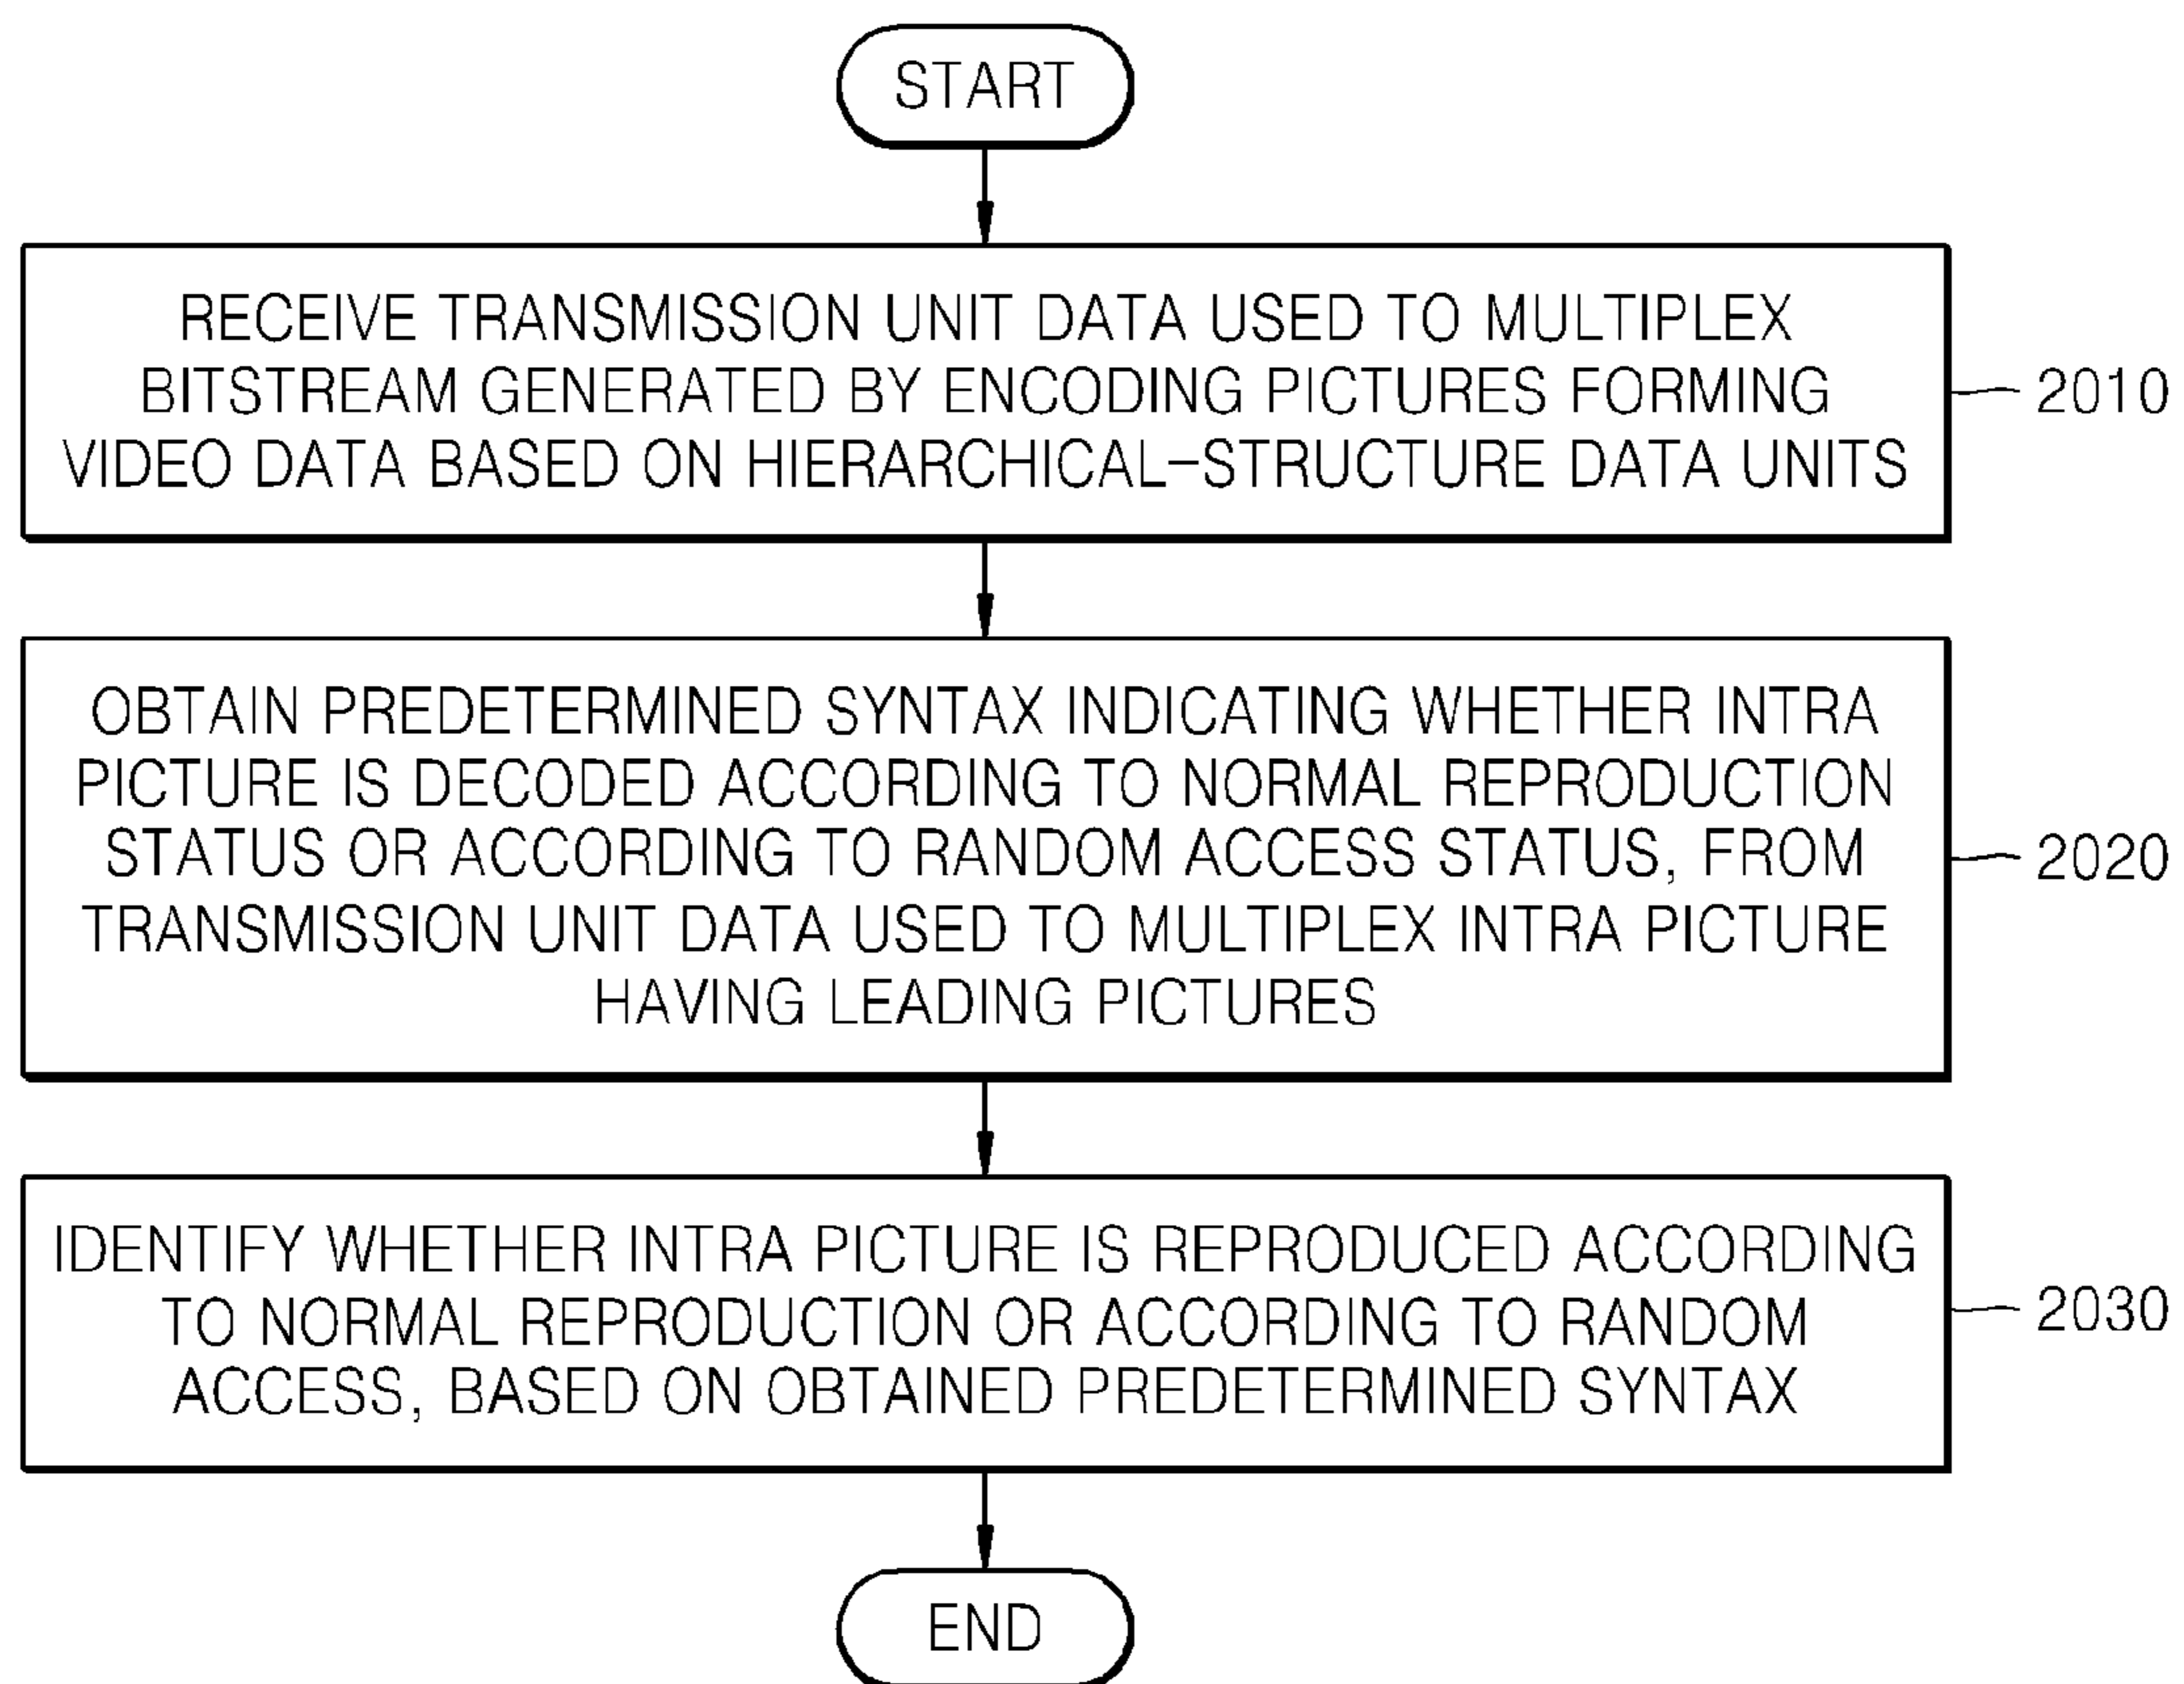 START
RECEIVE TRANSMISSION UNIT DATA USED TO MULTIPLEX
BITSTREAM GENERATED BY ENCODING PICTURES FORMING
VIDEO DATA BASED ON HIERARCHICAL-STRUCTURE DATA UNITS
2010
OBTAIN PREDETERMINED SYNTAX INDICATING WHETHER INTRA
PICTURE IS DECODED ACCORDING TO NORMAL REPRODUCTION
STATUS OR ACCORDING TO RANDOM ACCESS STATUS, FROM
TRANSMISSION UNIT DATA USED TO MULTIPLEX INTRA PICTURE
HAVING LEADING PICTURES
2020
IDENTIFY WHETHER INTRA PICTURE IS REPRODUCED ACCORDING
TO NORMAL REPRODUCTION OR ACCORDING TO RANDOM
ACCESS, BASED ON OBTAINED PREDETERMINED SYNTAX
2030
END